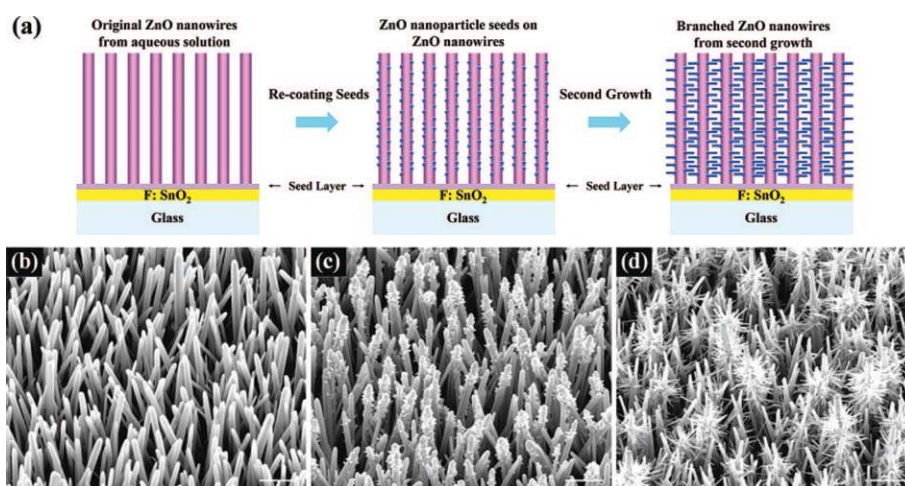 (a)
Original ZnO nanowires
from aqueous solution
ZnO nanoparticle seeds on
ZnO nanowires
Branched ZnO nanowires
from second growth
Re-coating Seeds
Second Growth
← Seed Layer →
← Seed Layer →
F: SnO₂
F: SnO₂
F: SnO₂
Glass
Glass
Glass
(b)
(c)
(d)